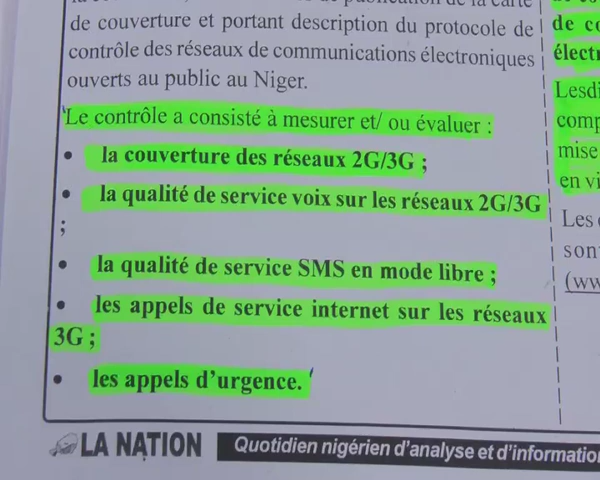 de couverture et portant description du protocole de
contrôle des réseaux de communications électroniques
ouverts au public au Niger.
Le contrôle a consisté à mesurer et/ ou évaluer :
• la couverture des réseaux 2G/3G ;
• la qualité de service voix sur les réseaux 2G/3G
;
• la qualité de service SMS en mode libre ;
• les appels de service internet sur les réseaux
3G ;
• les appels d'urgence.
LA NATION Quotidien nigérien d'analyse et d'information
de co
élect
Lesdi
comp
mise
en vi
Les
son
(ww